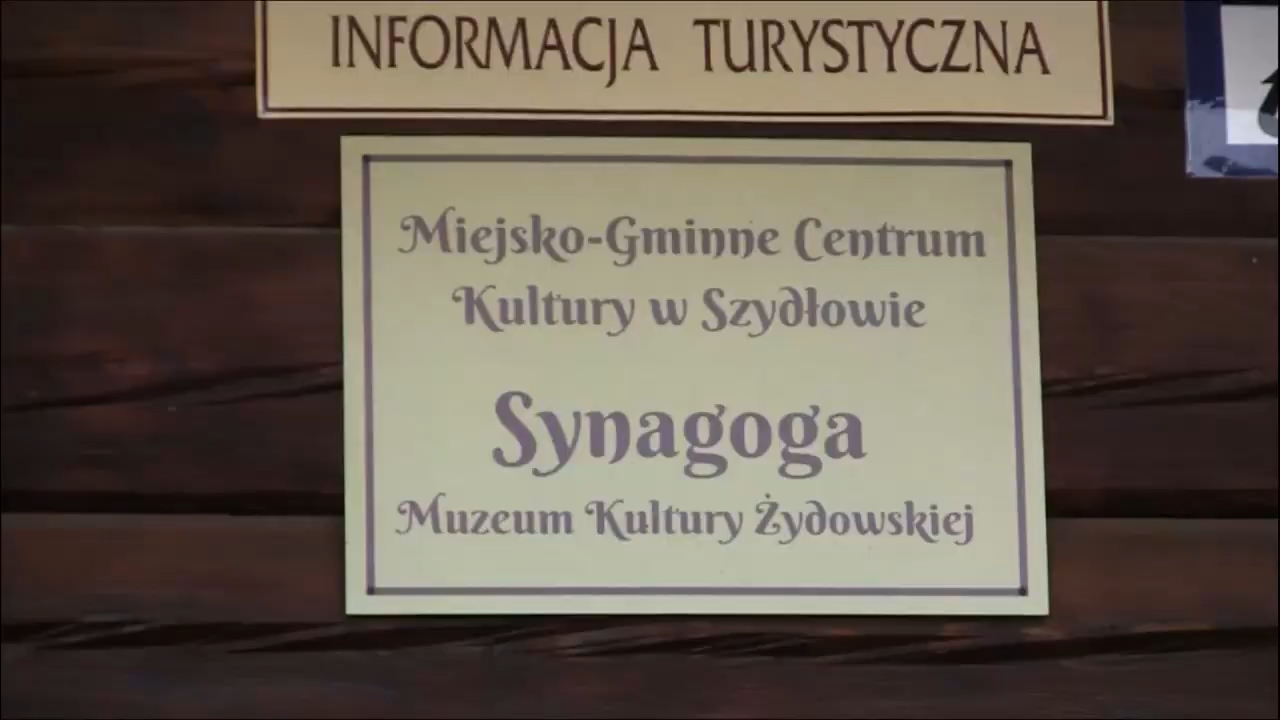 INFORMACJA TURYSTYCZNA
Miejsko-Gminne Centrum
Kultury w Szydłowie
Synagoga
Muzeum Kultury Żydowskiej